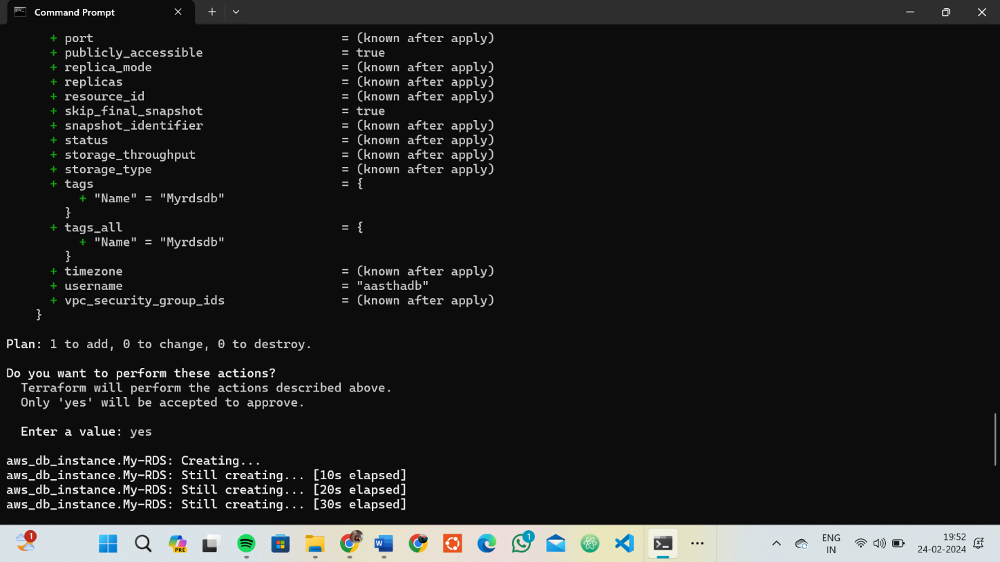 Command Prompt
+ port = (known after apply)
+ publicly_accessible = true
+ replica_mode = (known after apply)
+ replicas = (known after apply)
+ resource_id = (known after apply)
+ skip_final_snapshot = true
+ snapshot_identifier = (known after apply)
+ status = (known after apply)
+ storage_throughput = (known after apply)
+ storage_type = (known after apply)
+ tags = {
+ "Name" = "Myrdsdb"
}
+ tags_all = {
+ "Name" = "Myrdsdb"
}
+ timezone = (known after apply)
+ username = "aasthadb"
+ vpc_security_group_ids = (known after apply)
}
Plan: 1 to add, 0 to change, 0 to destroy.
Do you want to perform these actions?
Terraform will perform the actions described above.
Only 'yes' will be accepted to approve.
Enter a value: yes
aws_db_instance.My-RDS: Creating...
aws_db_instance.My-RDS: Still creating... [10s elapsed]
aws_db_instance.My-RDS: Still creating... [20s elapsed]
aws_db_instance.My-RDS: Still creating... [30s elapsed]
1
PRE
W
1
ENG
IN
19:52
24-02-2024